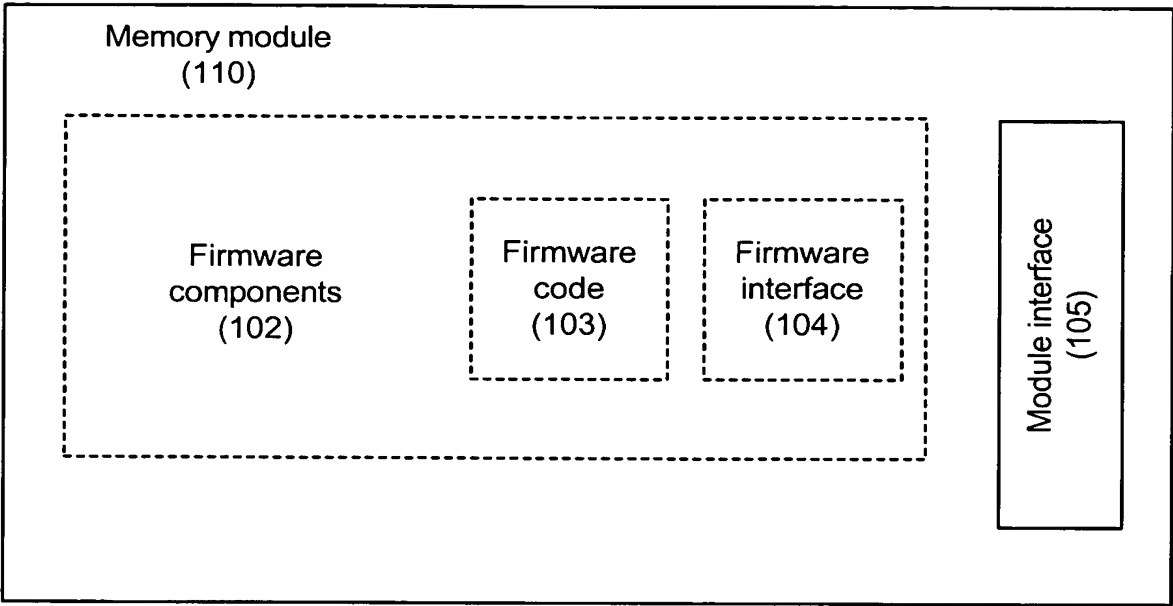 Memory module
(110)
Firmware
components
(102)
Firmware
code
(103)
Firmware
interface
(104)
Module interface
(105)